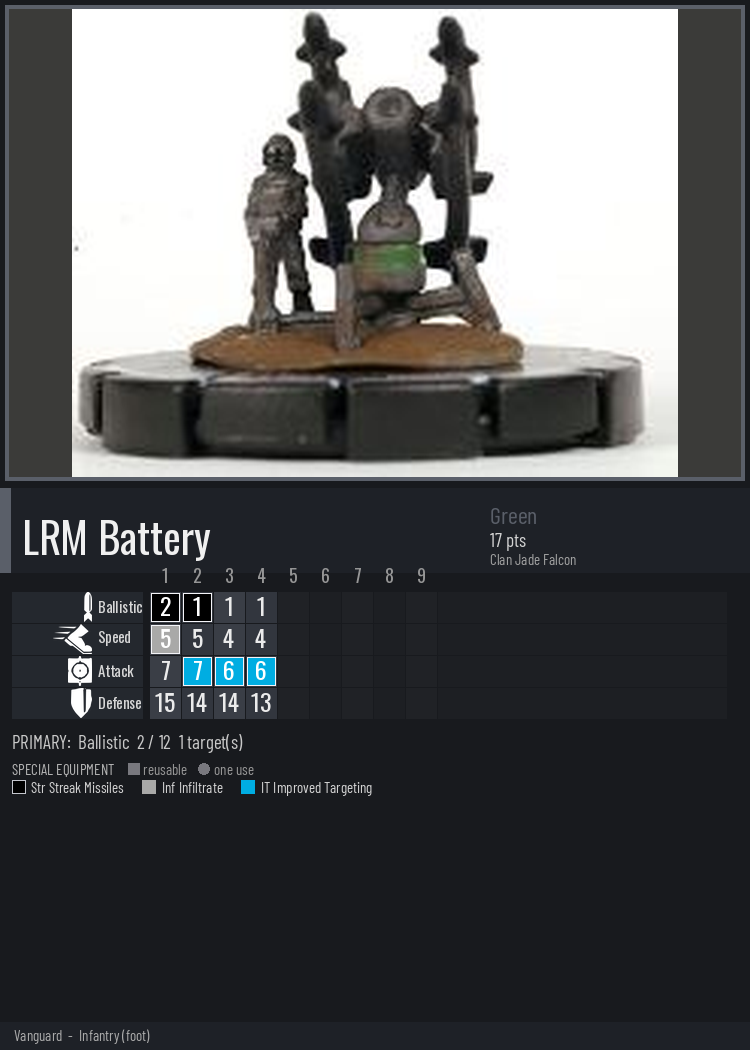 LRM Battery
Green
17 pts
Clan Jade Falcon
1 2 3 4 5 6 7 8 9
Ballistic 2 1 1 1
Speed 5 5 4 4
Attack 7 7 6 6
Defense 15 14 14 13
PRIMARY: Ballistic 2 / 12 1 target(s)
SPECIAL EQUIPMENT reusable one use
Str Streak Missiles Inf Infiltrate IT Improved Targeting
Vanguard - Infantry (foot)